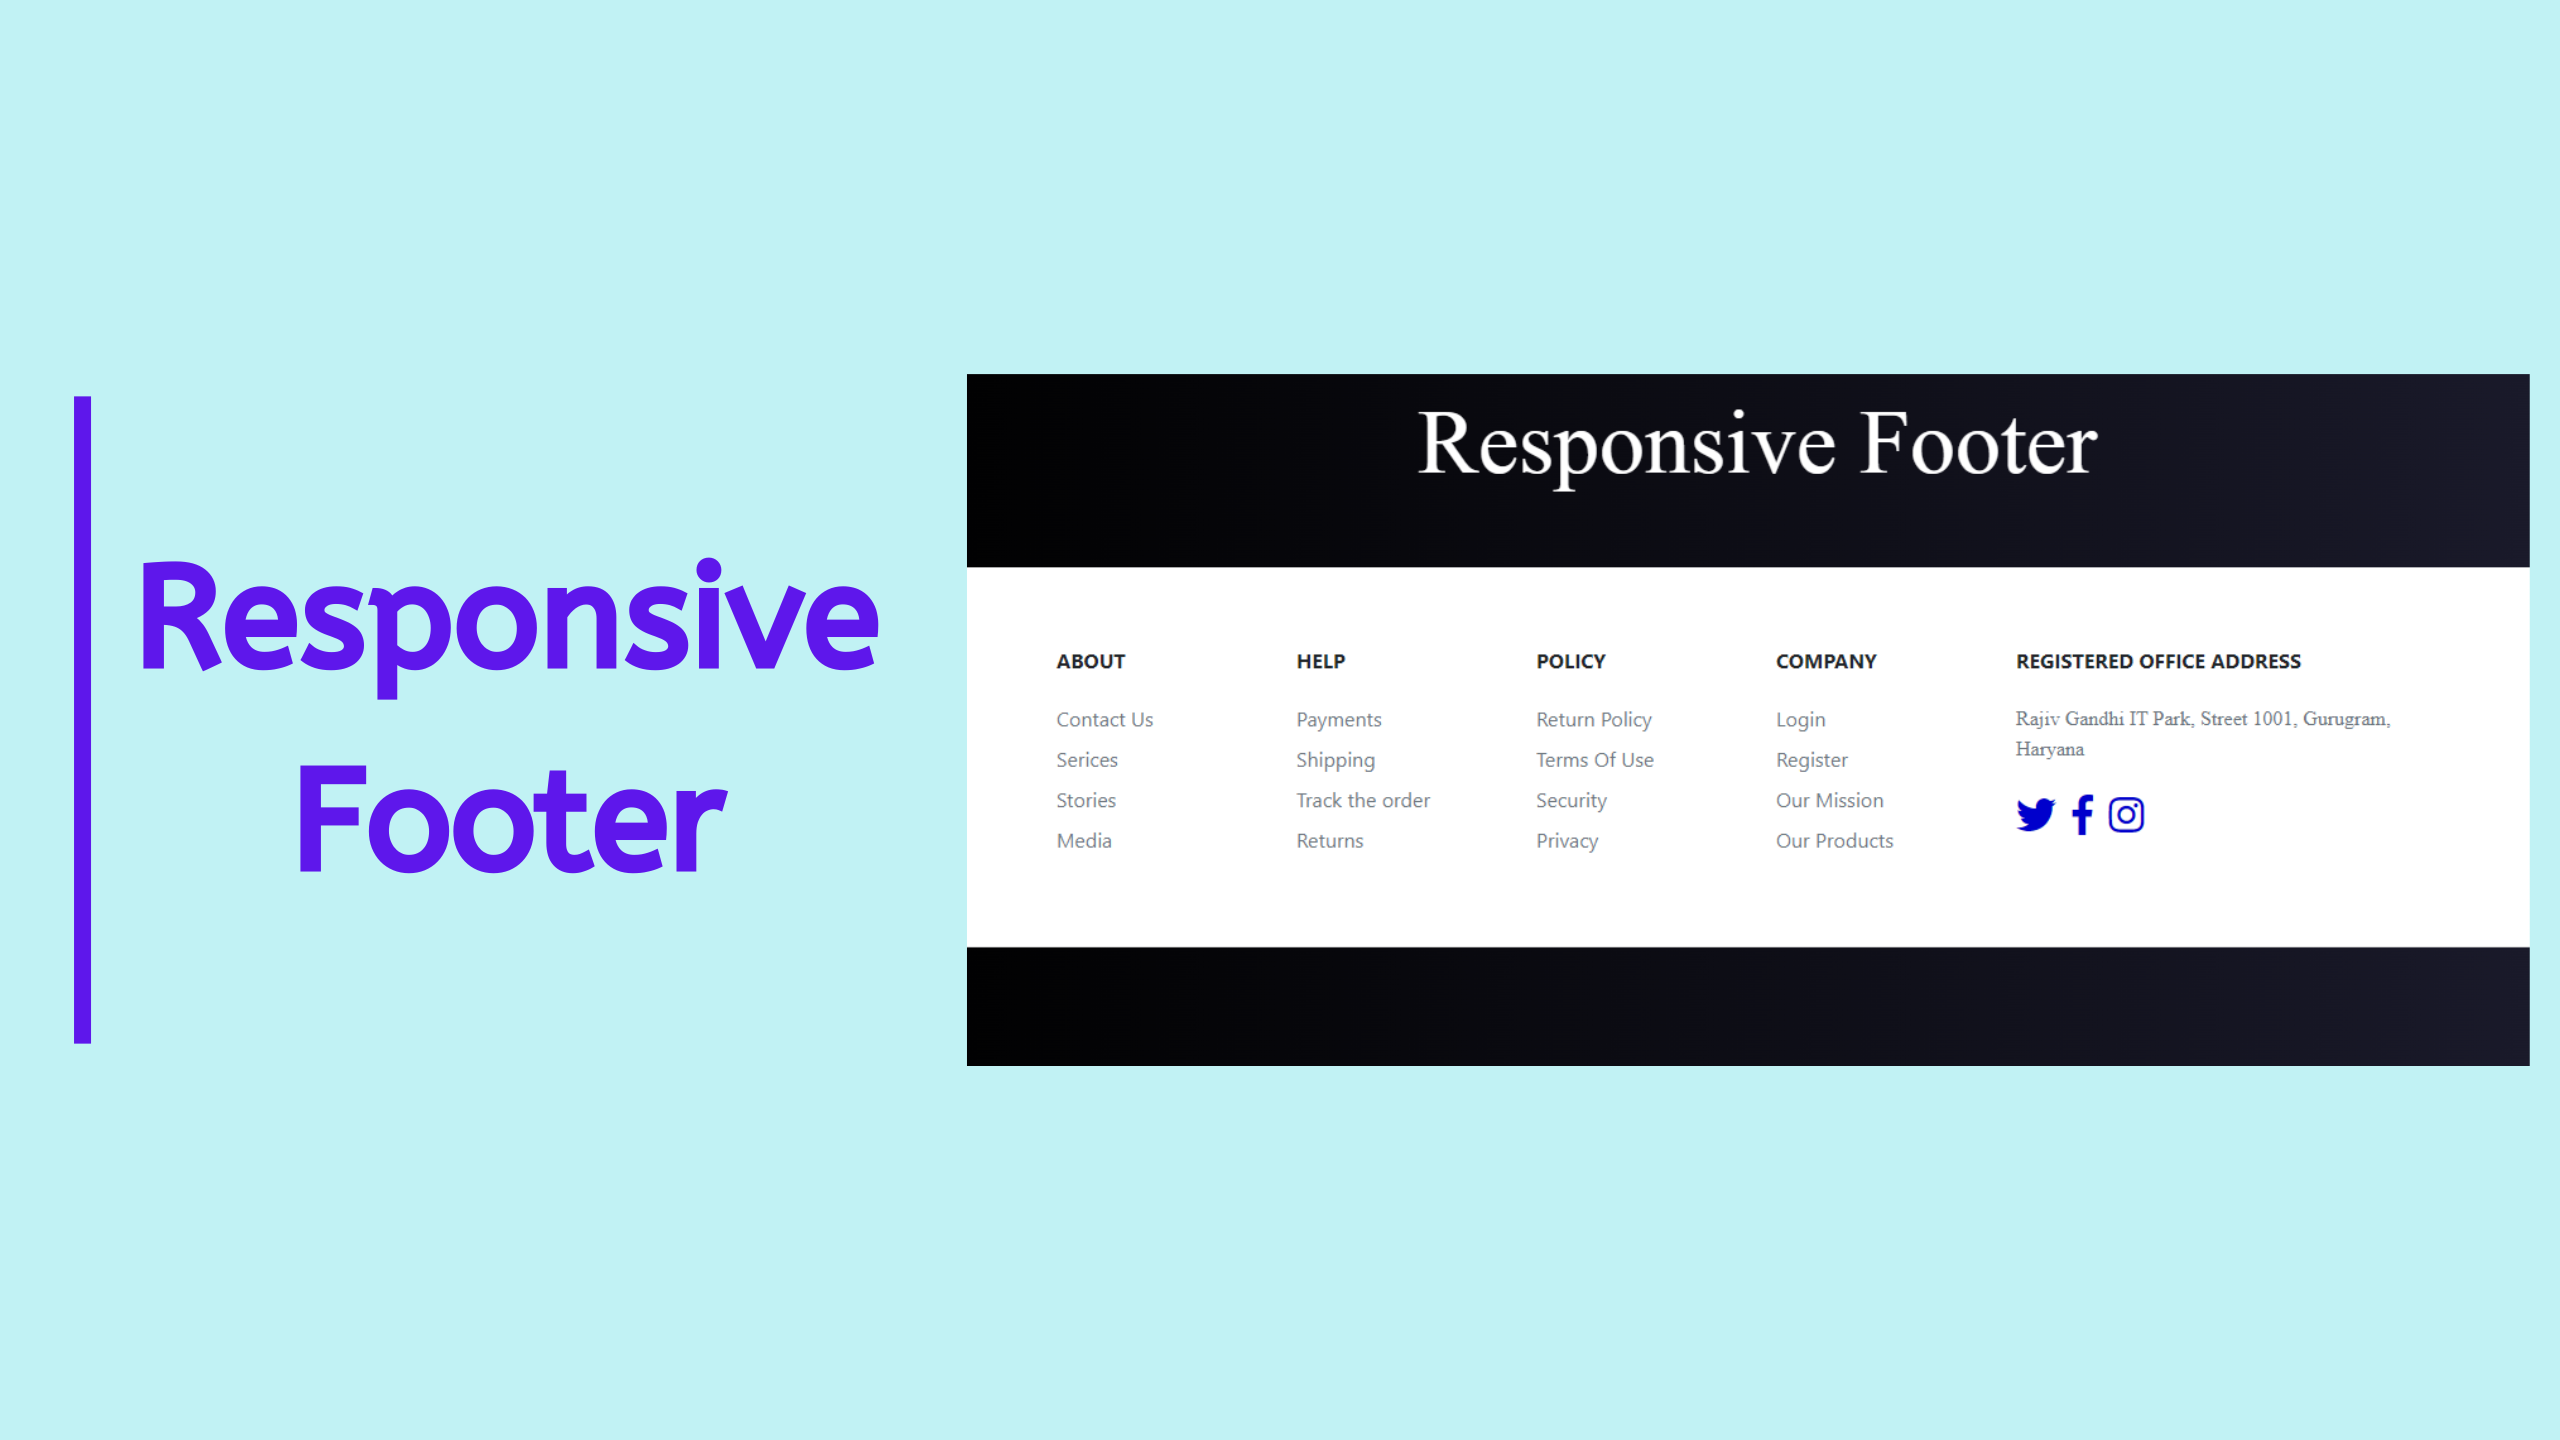 Responsive
Footer
Responsive Footer
ABOUT
Contact Us
Serices
Stories
Media
HELP
Payments
Shipping
Track the order
Returns
POLICY
Return Policy
Terms Of Use
Security
Privacy
COMPANY
Login
Register
Our Mission
Our Products
REGISTERED OFFICE ADDRESS
Rajiv Gandhi IT Park, Street 1001, Gurugram,
Haryana